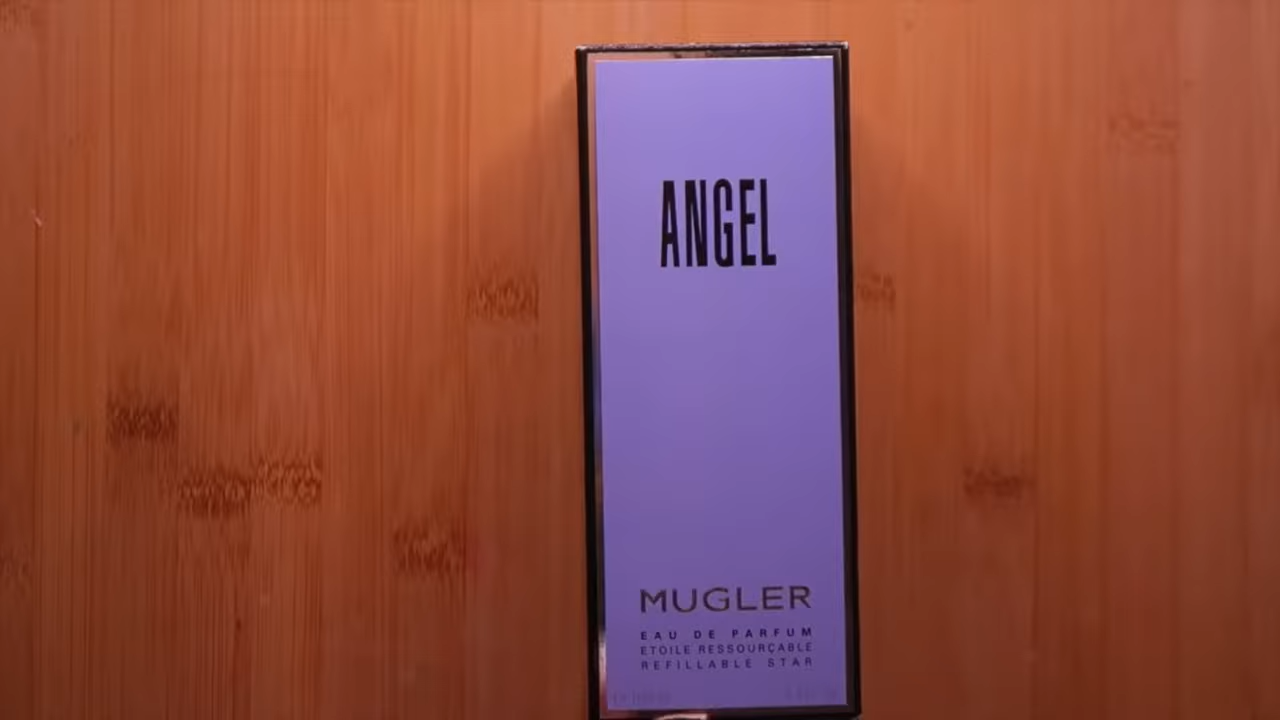 ANGEL
MUGLER
EAU DE PARFUM
ETOILE RESSOURÇABLE
REFILLABLE STAR